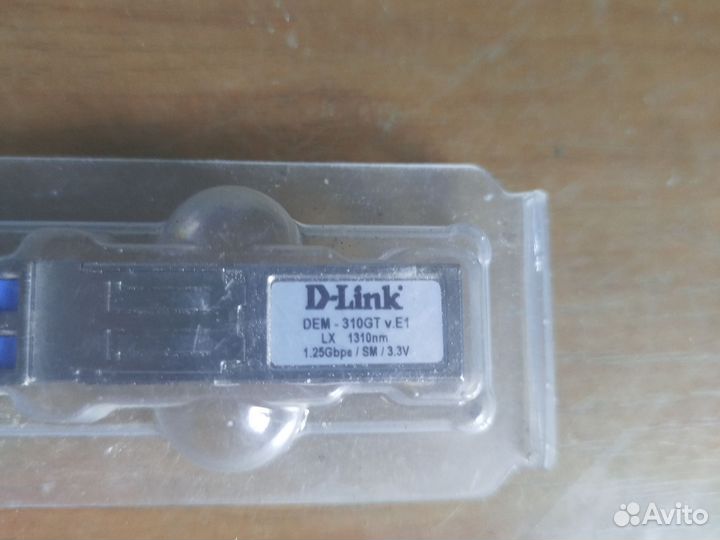 D-Link
DEM - 310GT v.E1
LX 1310nm
1.25Gbps / SM / 3.3V
Avito